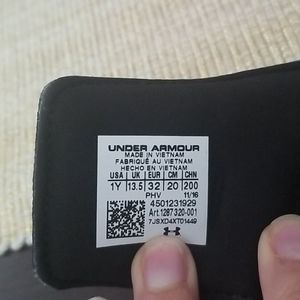 UNDER ARMOUR
MADE IN VIETNAM
FABRIQUÉ AU VIETNAM
HECHO EN VIETNAM
USA UK EUR CM CHN
1Y 13.5 32 20 200
PHV 11/16
4501231929
Art.1287320-001
7USXD4XT01449